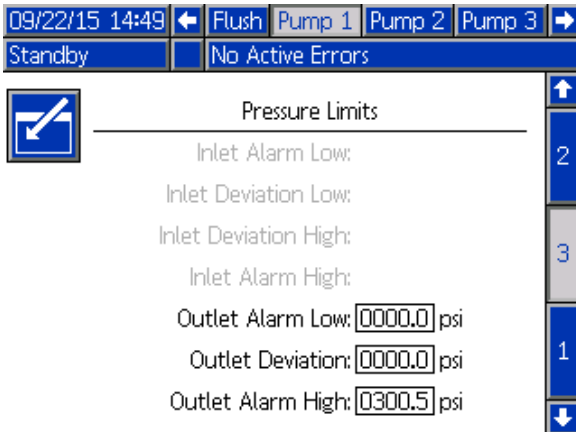 09/22/15 14:49 Flush Pump 1 Pump 2 Pump 3
Standby No Active Errors
Pressure Limits
Inlet Alarm Low:
2
Inlet Deviation Low:
Inlet Deviation High:
3
Inlet Alarm High:
Outlet Alarm Low: 0000.0 psi
Outlet Deviation: 0000.0 psi
1
Outlet Alarm High: 0300.5 psi